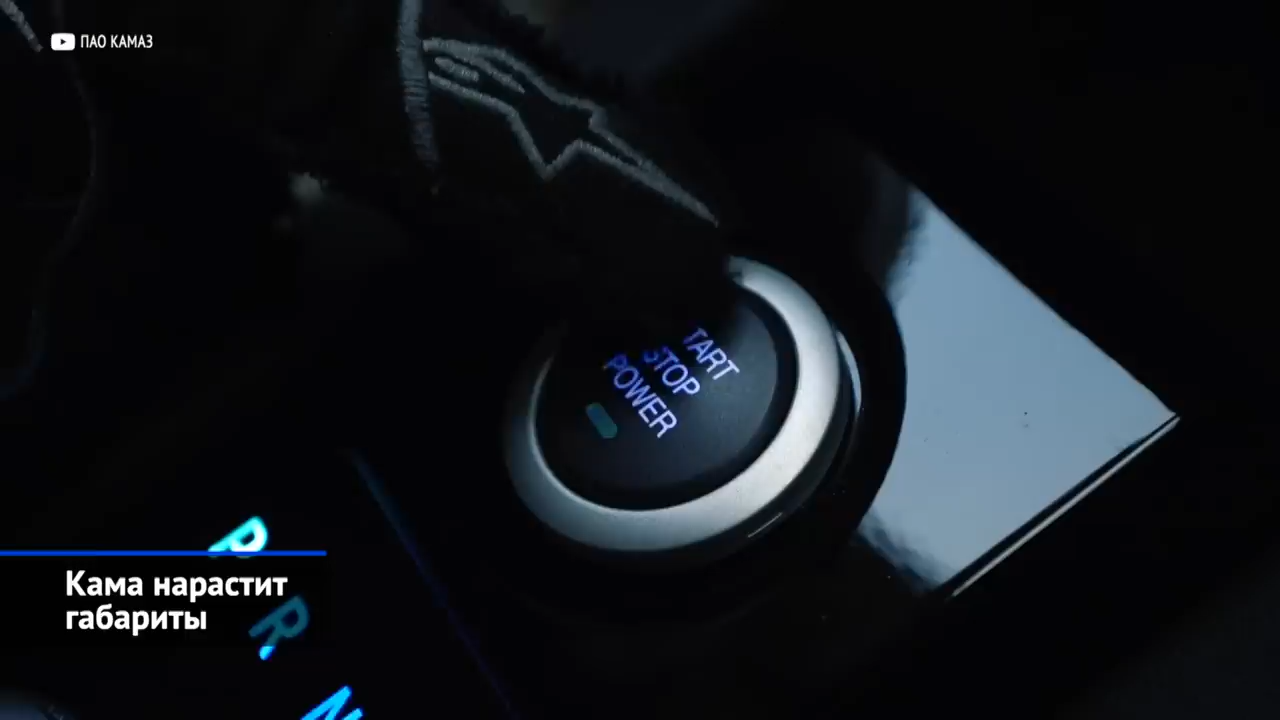 ПАО КАМАЗ
TART
STOP
POWER
P
R
N
Кама нарастит
габариты